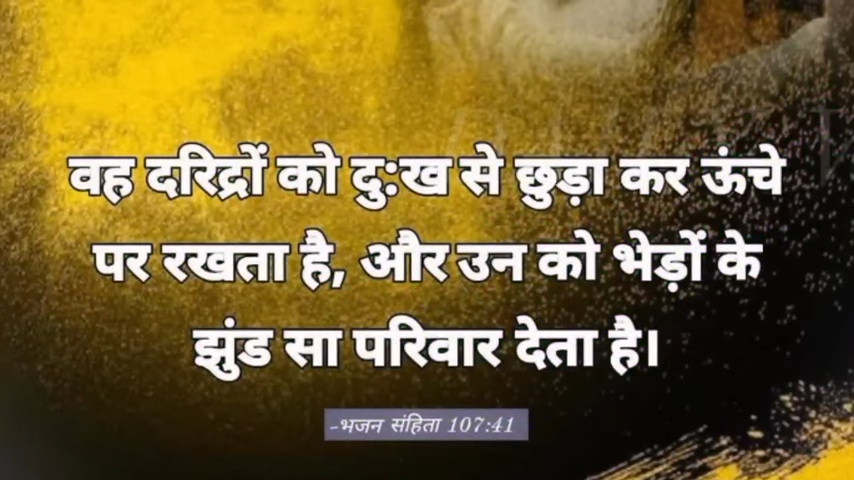 वह दरिद्रों को दु:ख से छुड़ा कर ऊंचे
पर रखता है, और उन को भेड़ों के
झुंड सा परिवार देता है।
-भजन संहिता 107:41